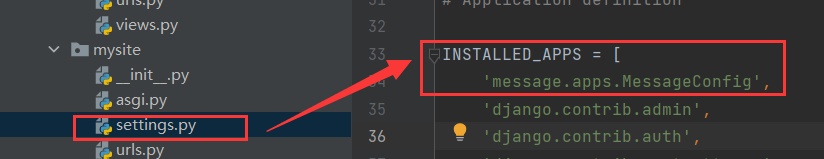 urls.py
views.py
mysite
__init__.py
asgi.py
settings.py
urls.py
31
32
33
34
35
36
# Application definition
INSTALLED_APPS = [
'message.apps.MessageConfig',
'django.contrib.admin',
'django.contrib.auth',